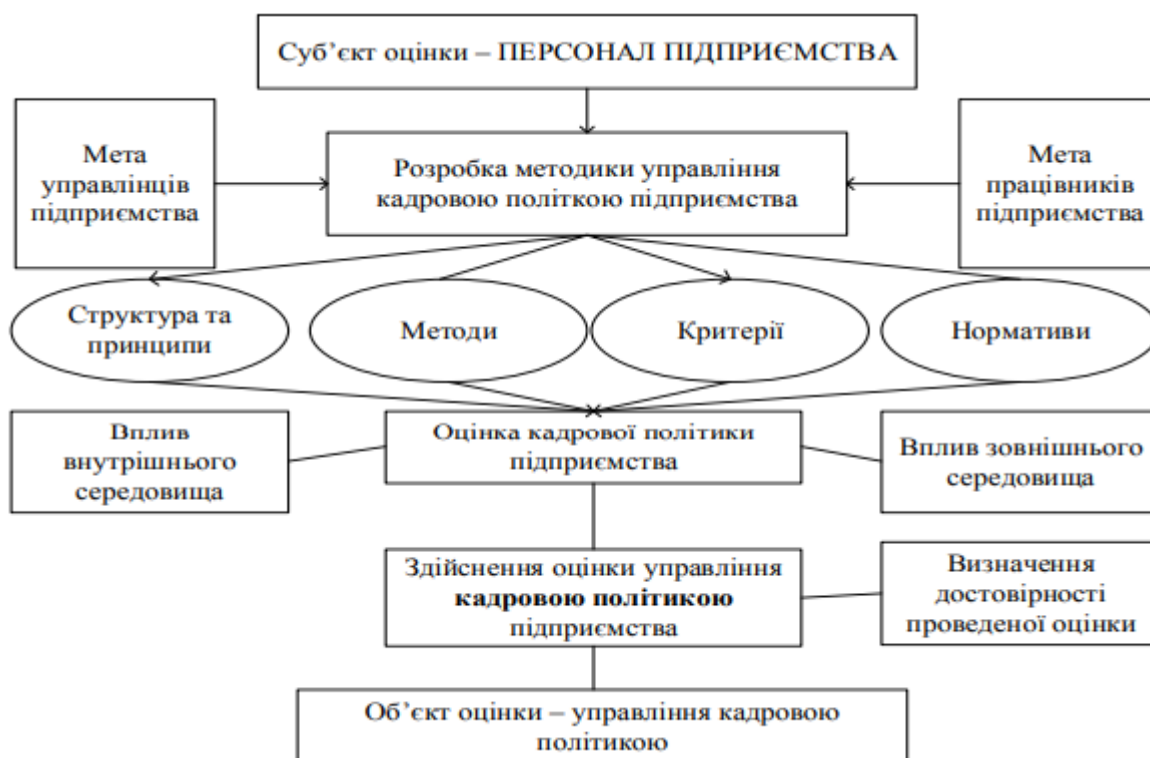 Суб’єкт оцінки – ПЕРСОНАЛ ПІДПРИЄМСТВА
Мета
управлінців
підприємства
Розробка методики управління
кадровою політкою підприємства
Мета
працівників
підприємства
Структура та
принципи
Методи
Критерії
Нормативи
Вплив
внутрішнього
середовища
Оцінка кадрової політики
підприємства
Вплив зовнішнього
середовища
Здійснення оцінки управління
кадровою політикою
підприємства
Визначення
достовірності
проведеної оцінки
Об’єкт оцінки – управління кадровою
політикою